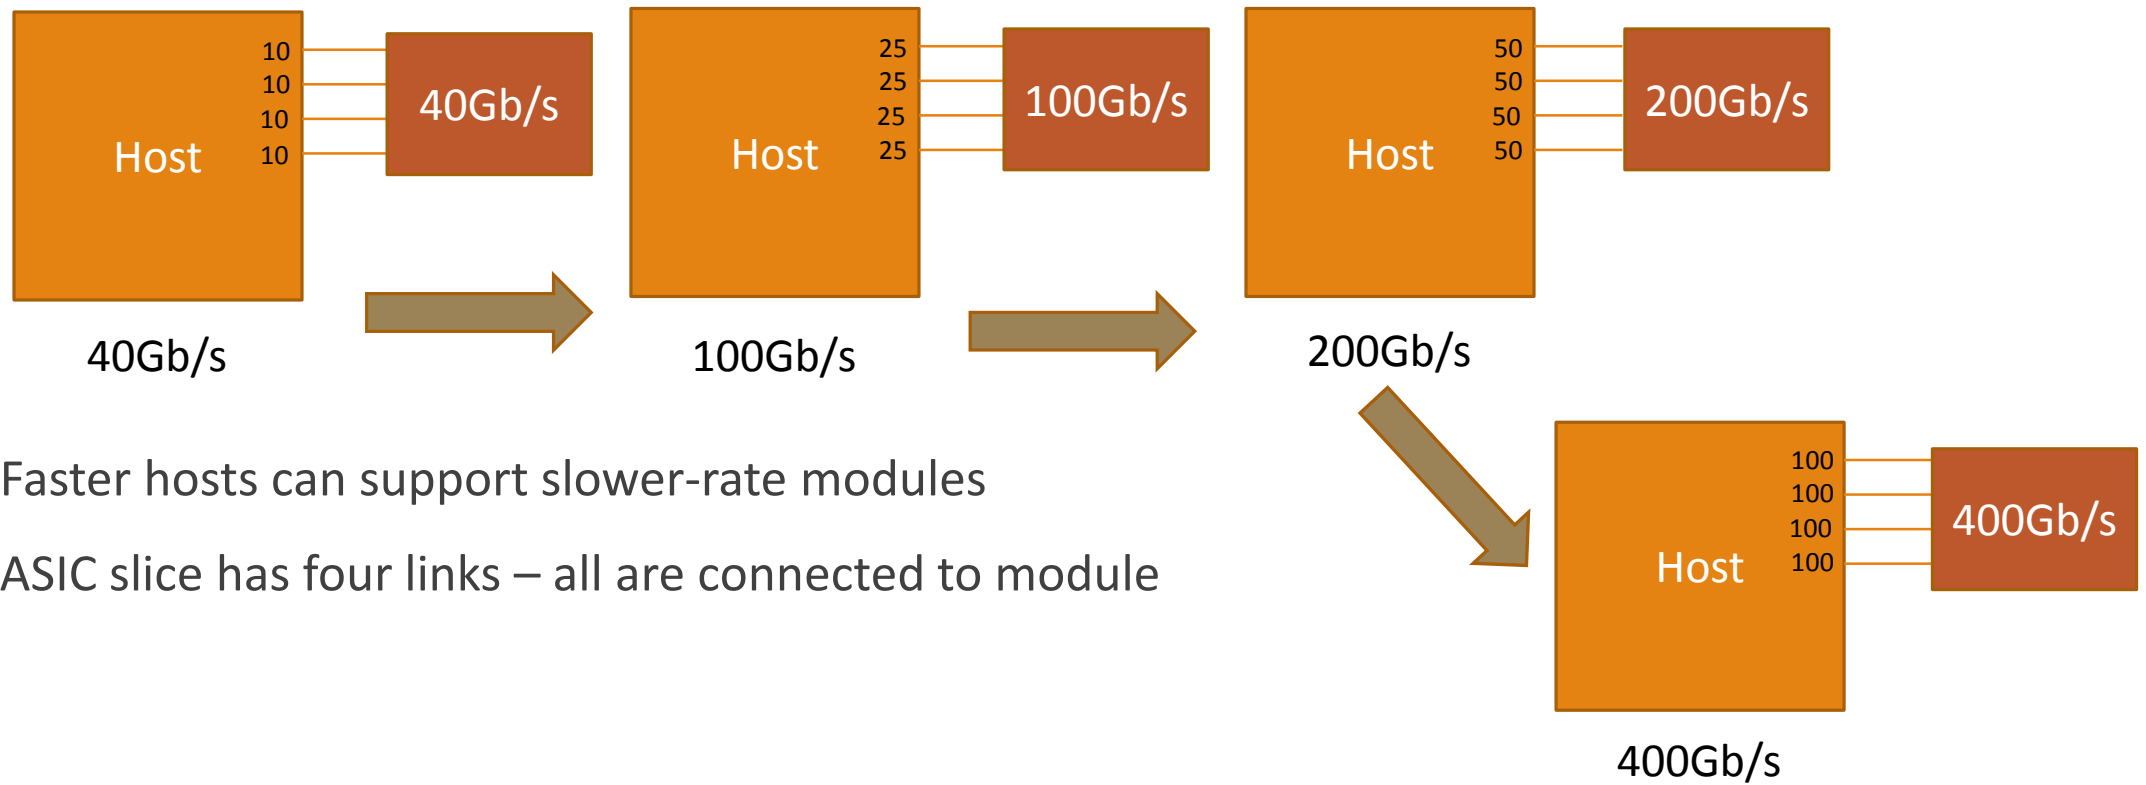 10
10
10
10
Host
40Gb/s
40Gb/s
25
25
25
25
Host
100Gb/s
100Gb/s
50
50
50
50
Host
200Gb/s
200Gb/s
Faster hosts can support slower-rate modules
ASIC slice has four links – all are connected to module
100
100
100
100
Host
400Gb/s
400Gb/s